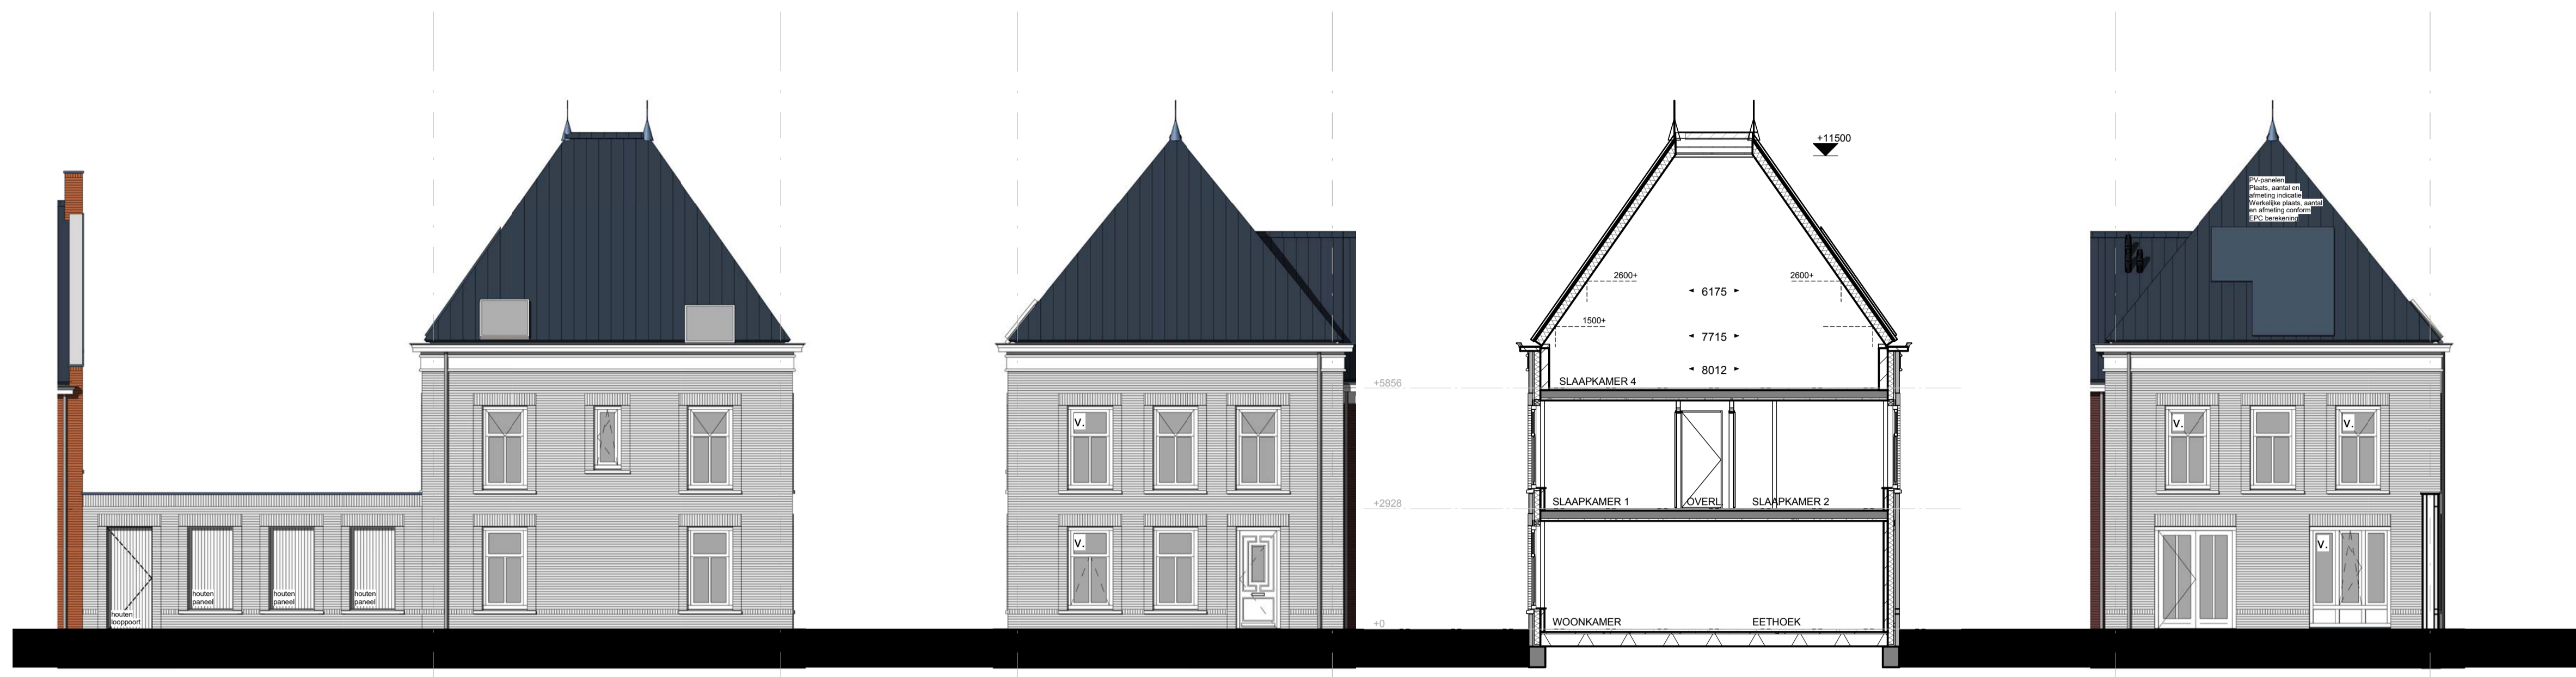 houten
looppoort
houten
paneel
houten
paneel
houten
paneel
V.
V.
+5856
+2928
+0
+11500
2600+
2600+
6175
1500+
7715
8012
SLAAPKAMER 4
SLAAPKAMER 1
OVERL
SLAAPKAMER 2
WOONKAMER
EETHOEK
PV-panelen
Plaats, aantal en
afmeting indicatie
Werkelijke plaats, aantal
en afmeting conform
EPC berekening
V.
V.
V.